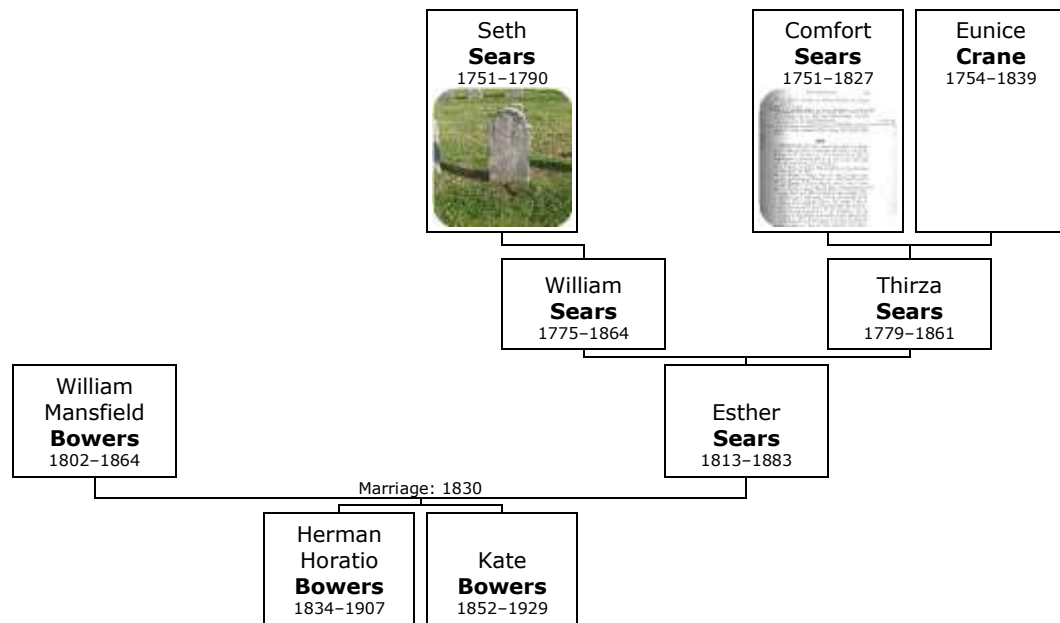 Seth
Sears
1751–1790
Comfort
Sears
1751–1827
Eunice
Crane
1754–1839
William
Sears
1775–1864
Thirza
Sears
1779–1861
William
Mansfield
Bowers
1802–1864
Esther
Sears
1813–1883
Marriage: 1830
Herman
Horatio
Bowers
1834–1907
Kate
Bowers
1852–1929